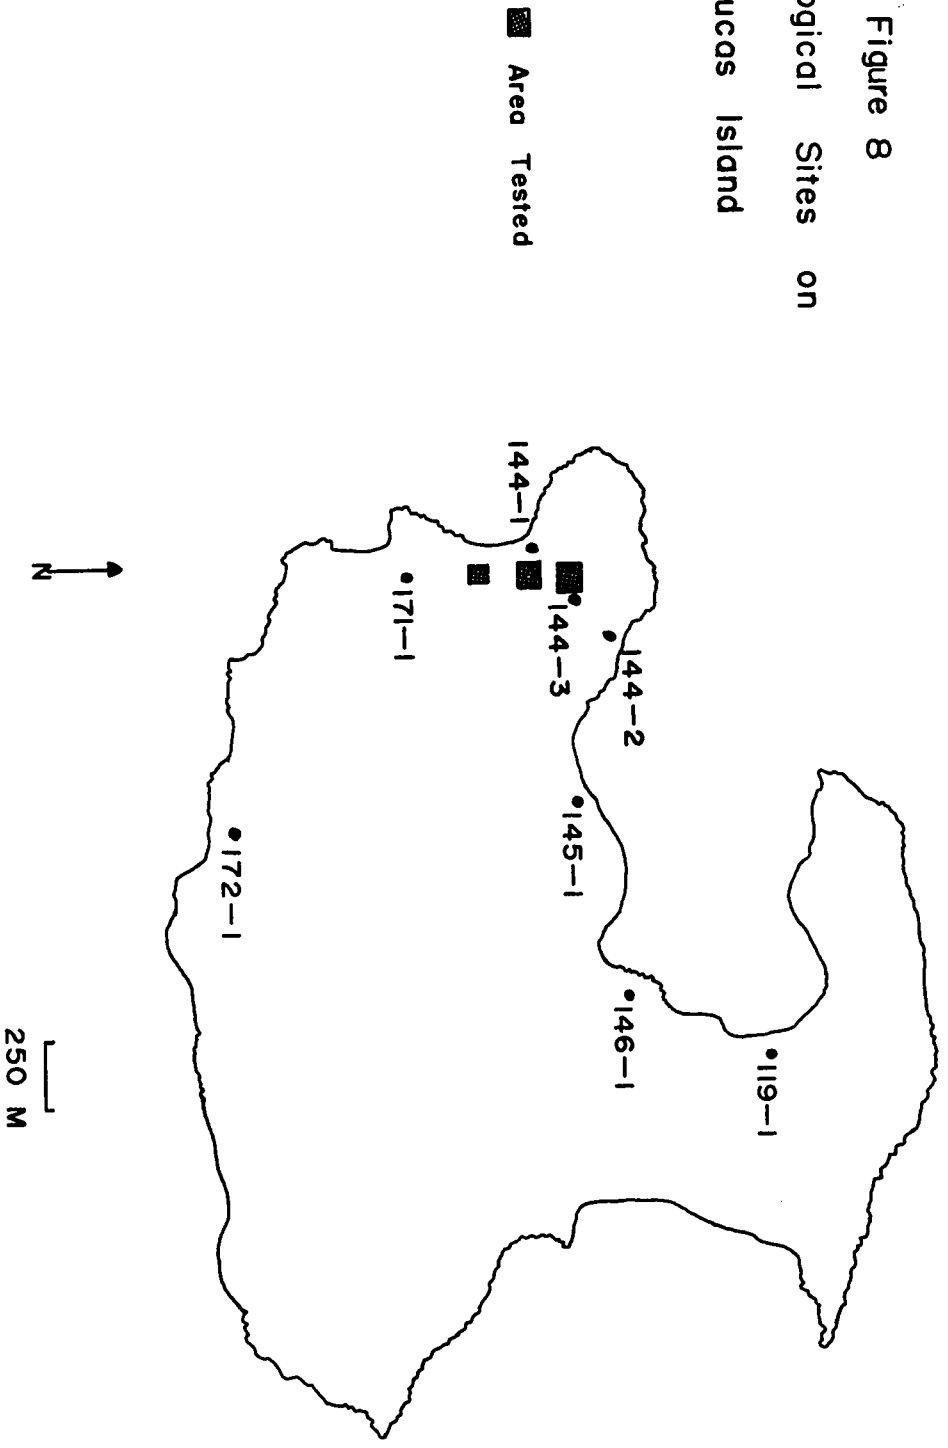 Figure 8
ogical Sites on
ucas Island
Area Tested
119-1
146-1
144-2
145-1
144-3
144-1
171-1
172-1
N
250 M